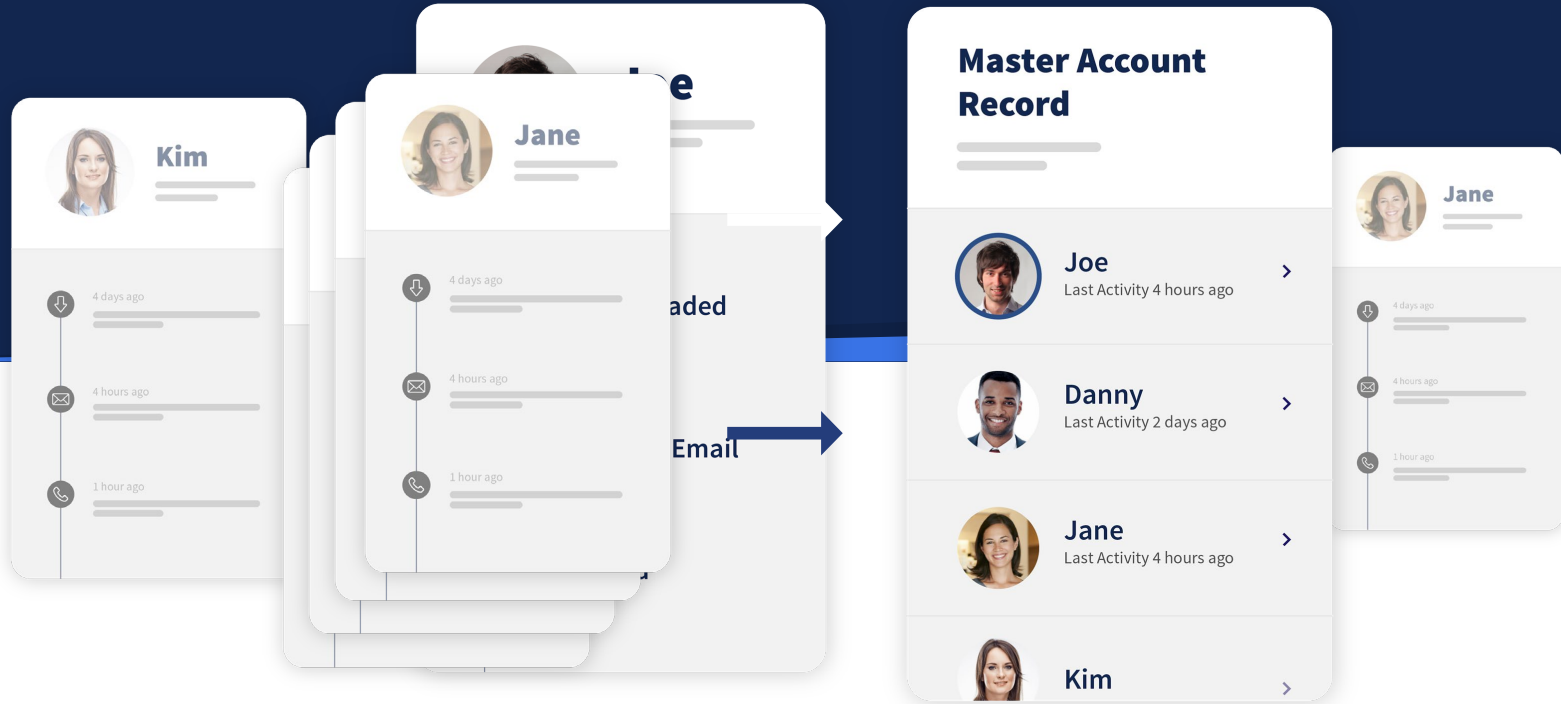 Kim
4 days ago
4 hours ago
1 hour ago
Jane
4 days ago
4 hours ago
1 hour ago
Email
Master Account
Record
Joe
Last Activity 4 hours ago
Danny
Last Activity 2 days ago
Jane
Last Activity 4 hours ago
Kim
Jane
4 days ago
4 hours ago
1 hour ago